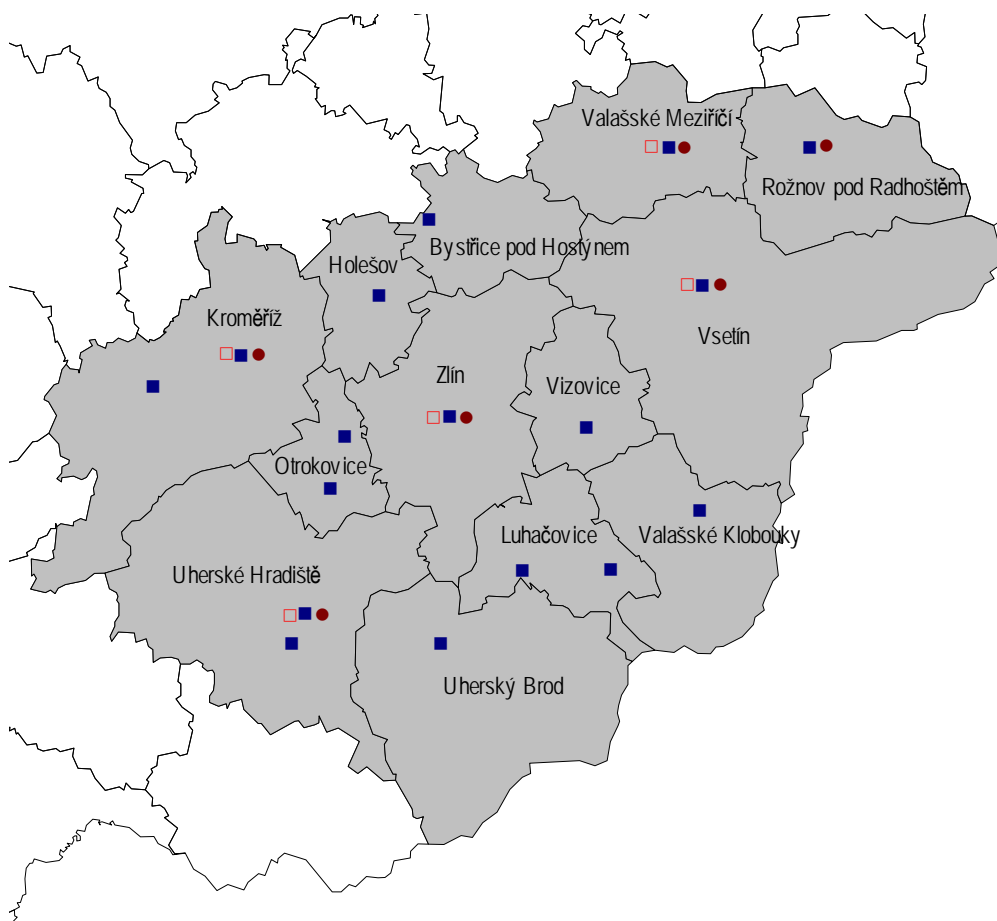 Valašské Meziříčí
Rožnov pod Radhoštěm
Bystřice pod Hostýnem
Holešov
Kroměříž
Vsetín
Zlín
Vizovice
Otrokovice
Luhačovice
Valašské Klobouky
Uherské Hradiště
Uherský Brod